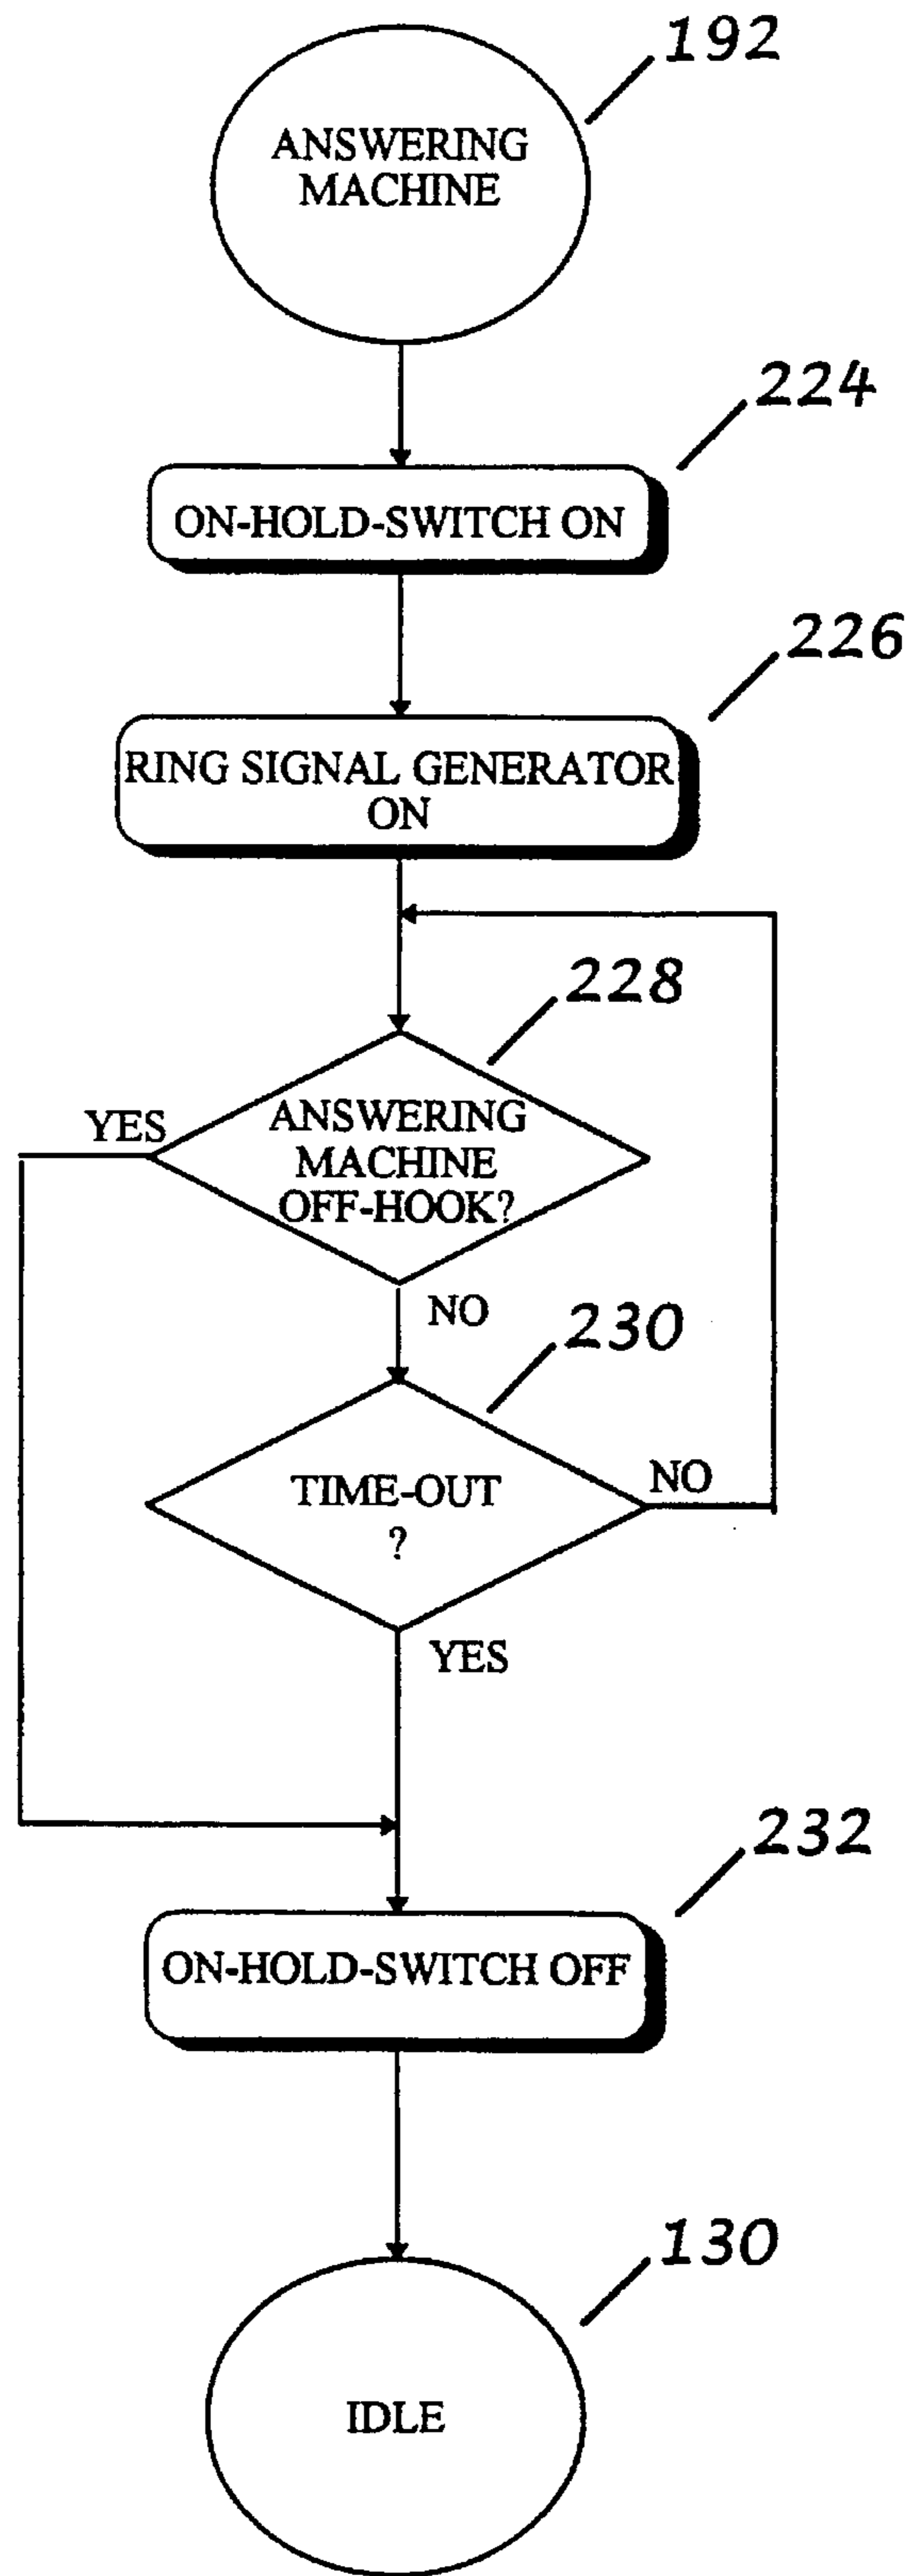 192
ANSWERING
MACHINE
224
ON-HOLD-SWITCH ON
226
RING SIGNAL GENERATOR
ON
228
YES
ANSWERING
MACHINE
OFF-HOOK?
NO
230
TIME-OUT
?
NO
YES
232
ON-HOLD-SWITCH OFF
130
IDLE